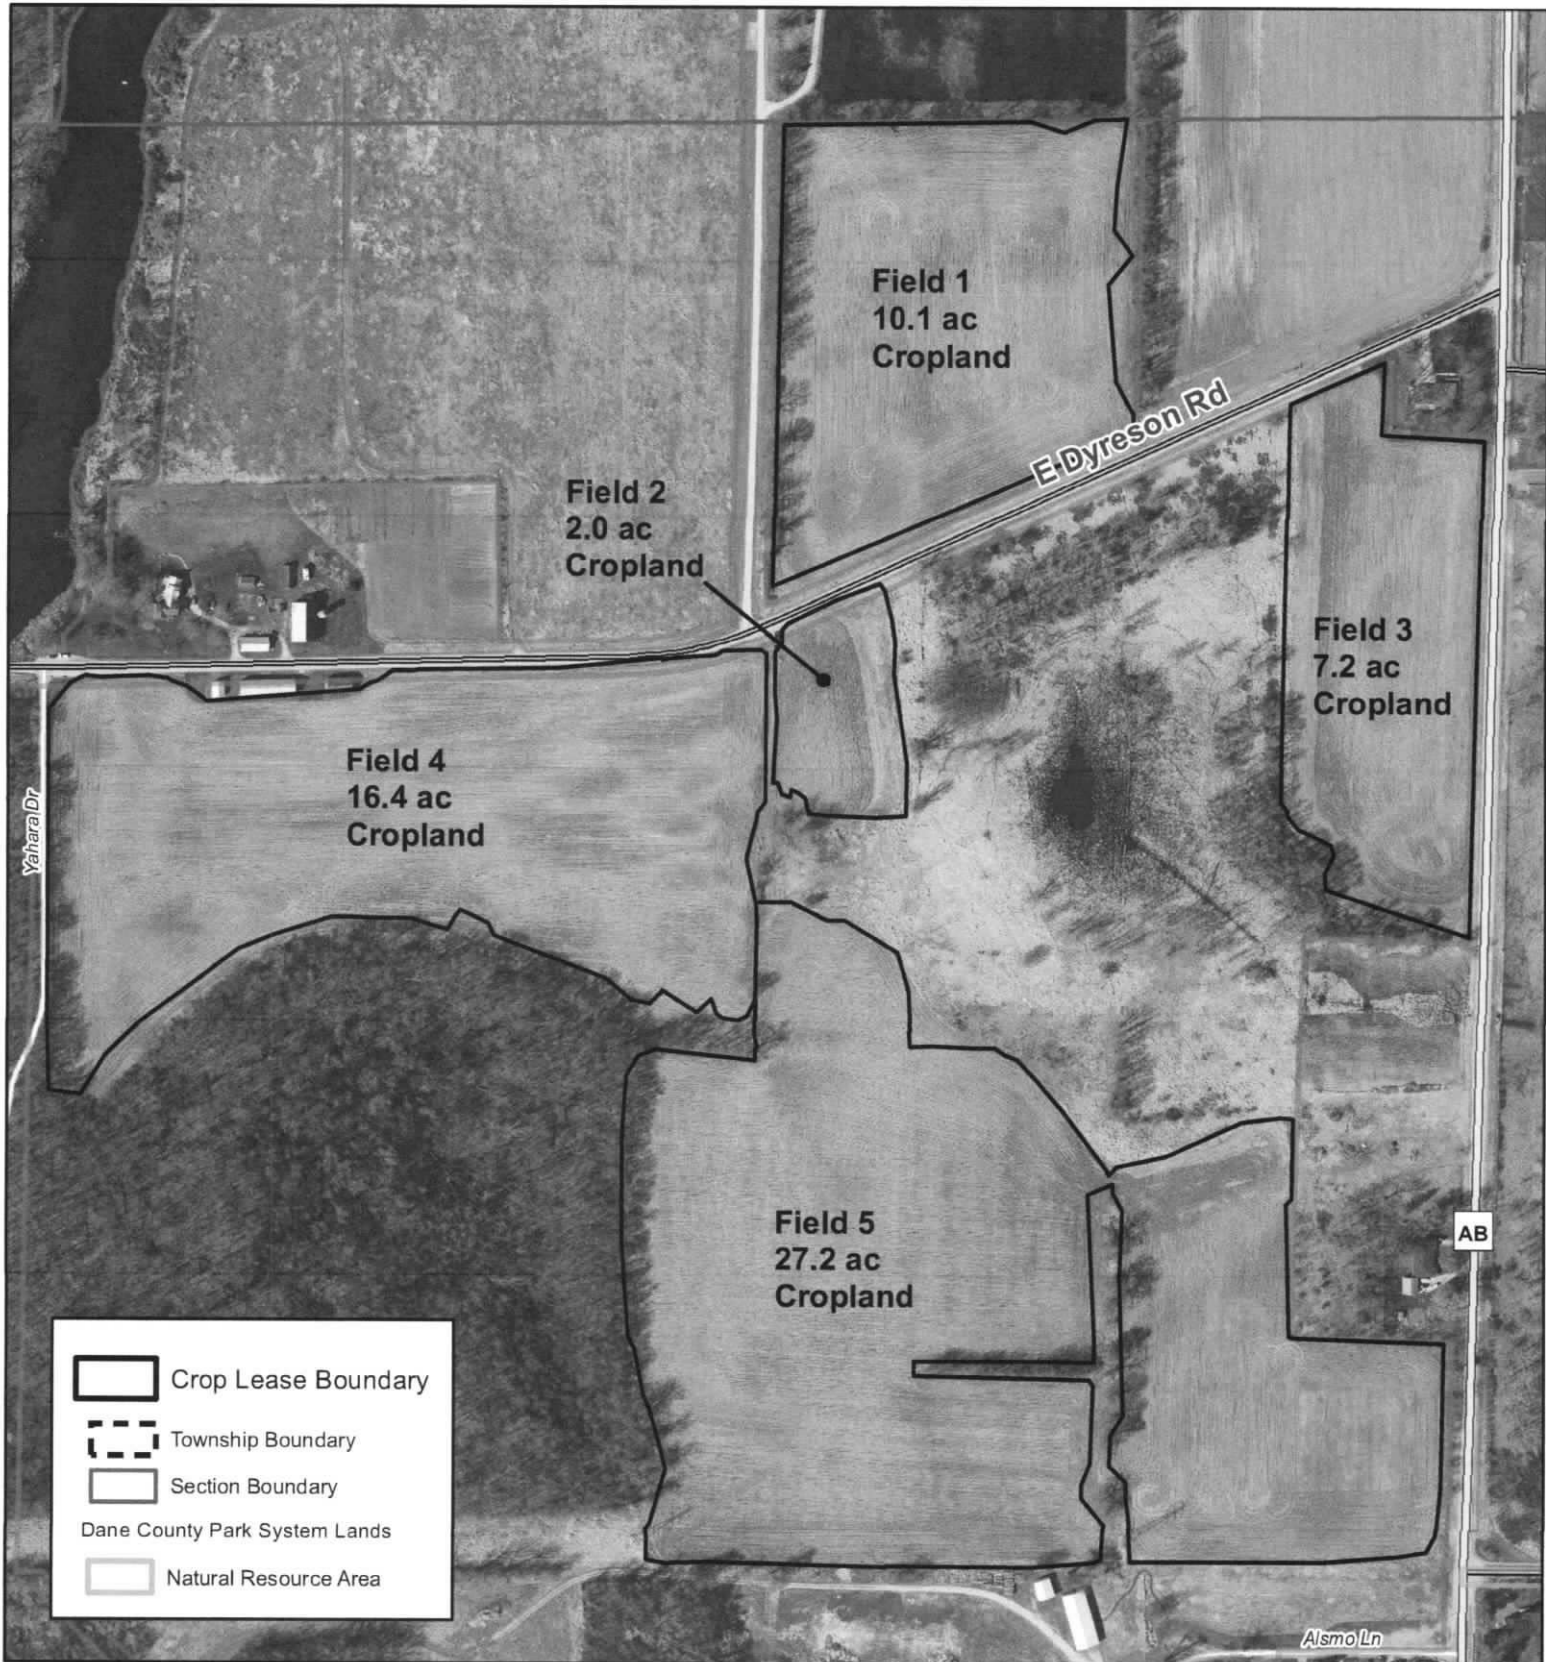 Field 1
10.1 ac
Cropland
E Dyreson Rd
Field 2
2.0 ac
Cropland
Field 3
7.2 ac
Cropland
Field 4
16.4 ac
Cropland
Yahara Dr
Field 5
27.2 ac
Cropland
AB
Crop Lease Boundary
Township Boundary
Section Boundary
Dane County Park System Lands
Natural Resource Area
Alsmo Ln